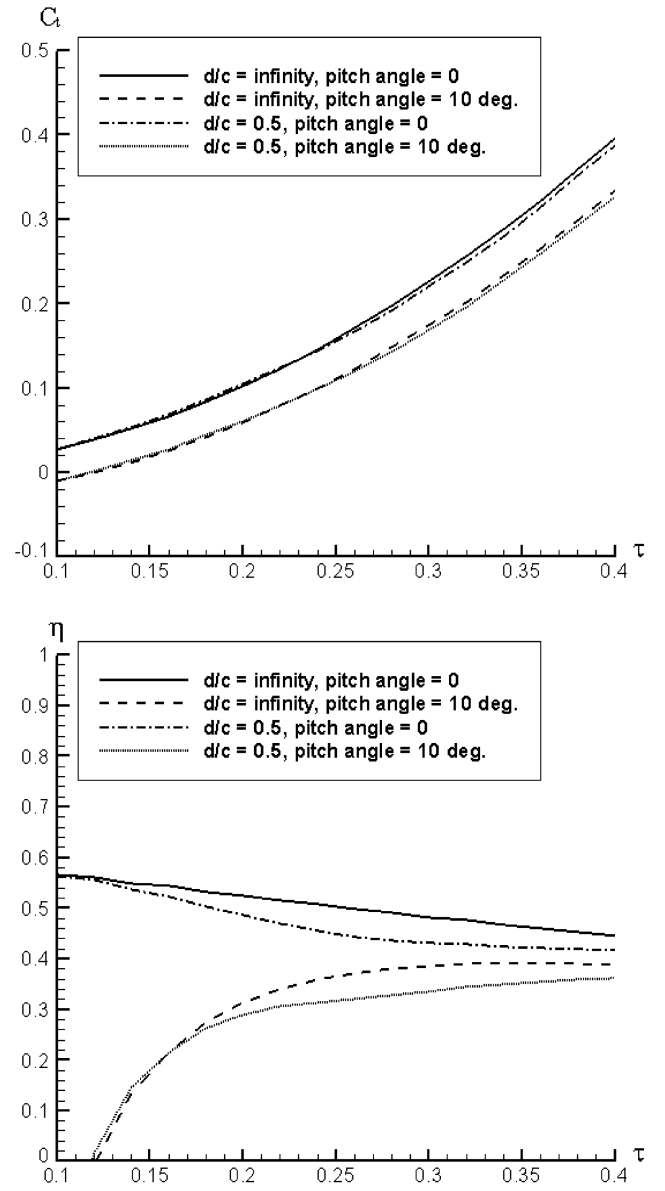 Cₜ
0.5
d/c = infinity, pitch angle = 0
d/c = infinity, pitch angle = 10 deg.
d/c = 0.5, pitch angle = 0
d/c = 0.5, pitch angle = 10 deg.
0.4
0.3
0.2
0.1
0
-0.1
0.1 0.15 0.2 0.25 0.3 0.35 0.4 τ
η
1
d/c = infinity, pitch angle = 0
d/c = infinity, pitch angle = 10 deg.
d/c = 0.5, pitch angle = 0
d/c = 0.5, pitch angle = 10 deg.
0.9
0.8
0.7
0.6
0.5
0.4
0.3
0.2
0.1
0
0.1 0.15 0.2 0.25 0.3 0.35 0.4 τ